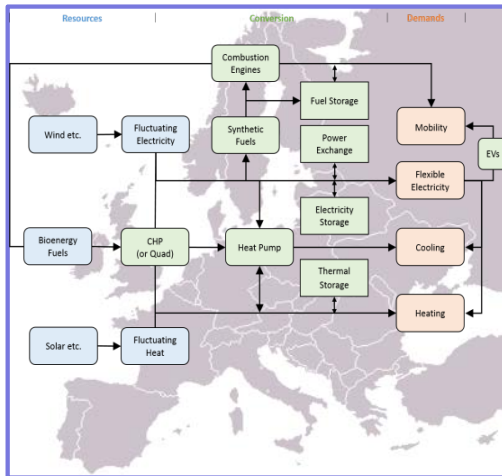 Resources
Conversion
Demands
Combustion
Engines
Fuel Storage
Mobility
Wind etc.
Fluctuating
Electricity
Synthetic
Fuels
Power
Exchange
EVs
Flexible
Electricity
Electricity
Storage
Bioenergy
Fuels
CHP
(or Quad)
Heat Pump
Cooling
Thermal
Storage
Heating
Solar etc.
Fluctuating
Heat